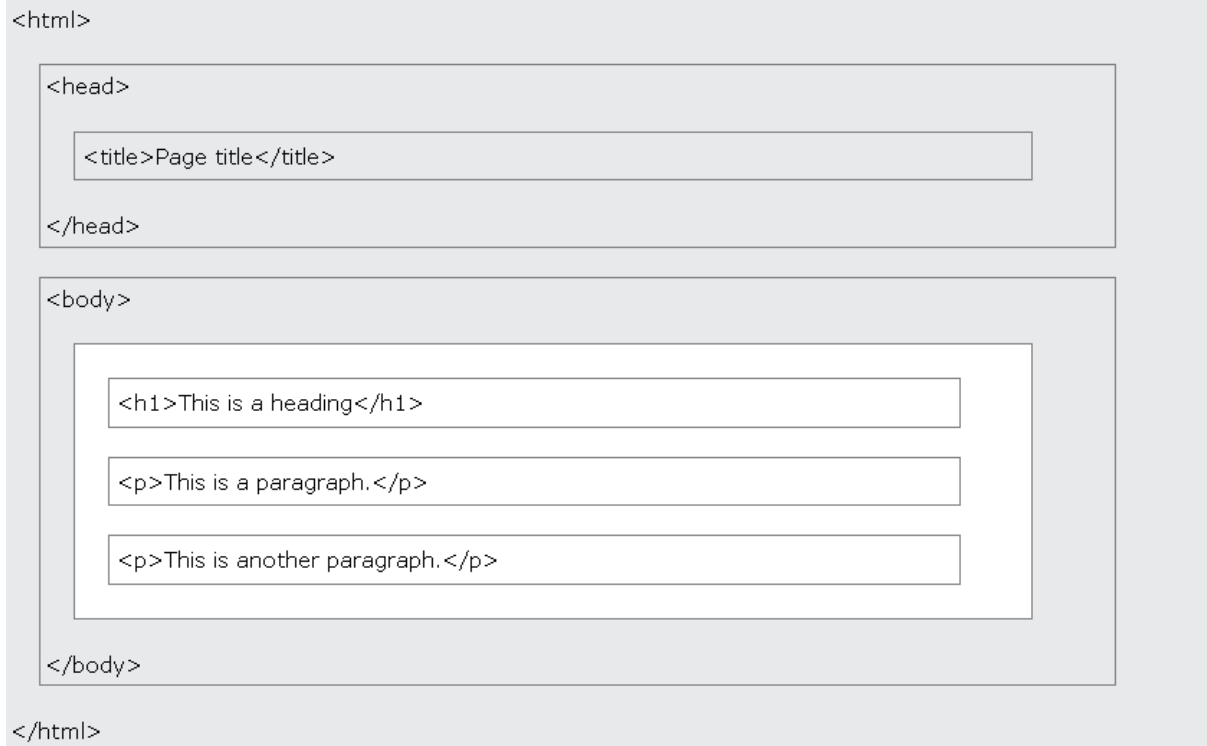 <html>
<head>
<title>Page title</title>
</head>
<body>
<h1>This is a heading</h1>
<p>This is a paragraph.</p>
<p>This is another paragraph.</p>
</body>
</html>